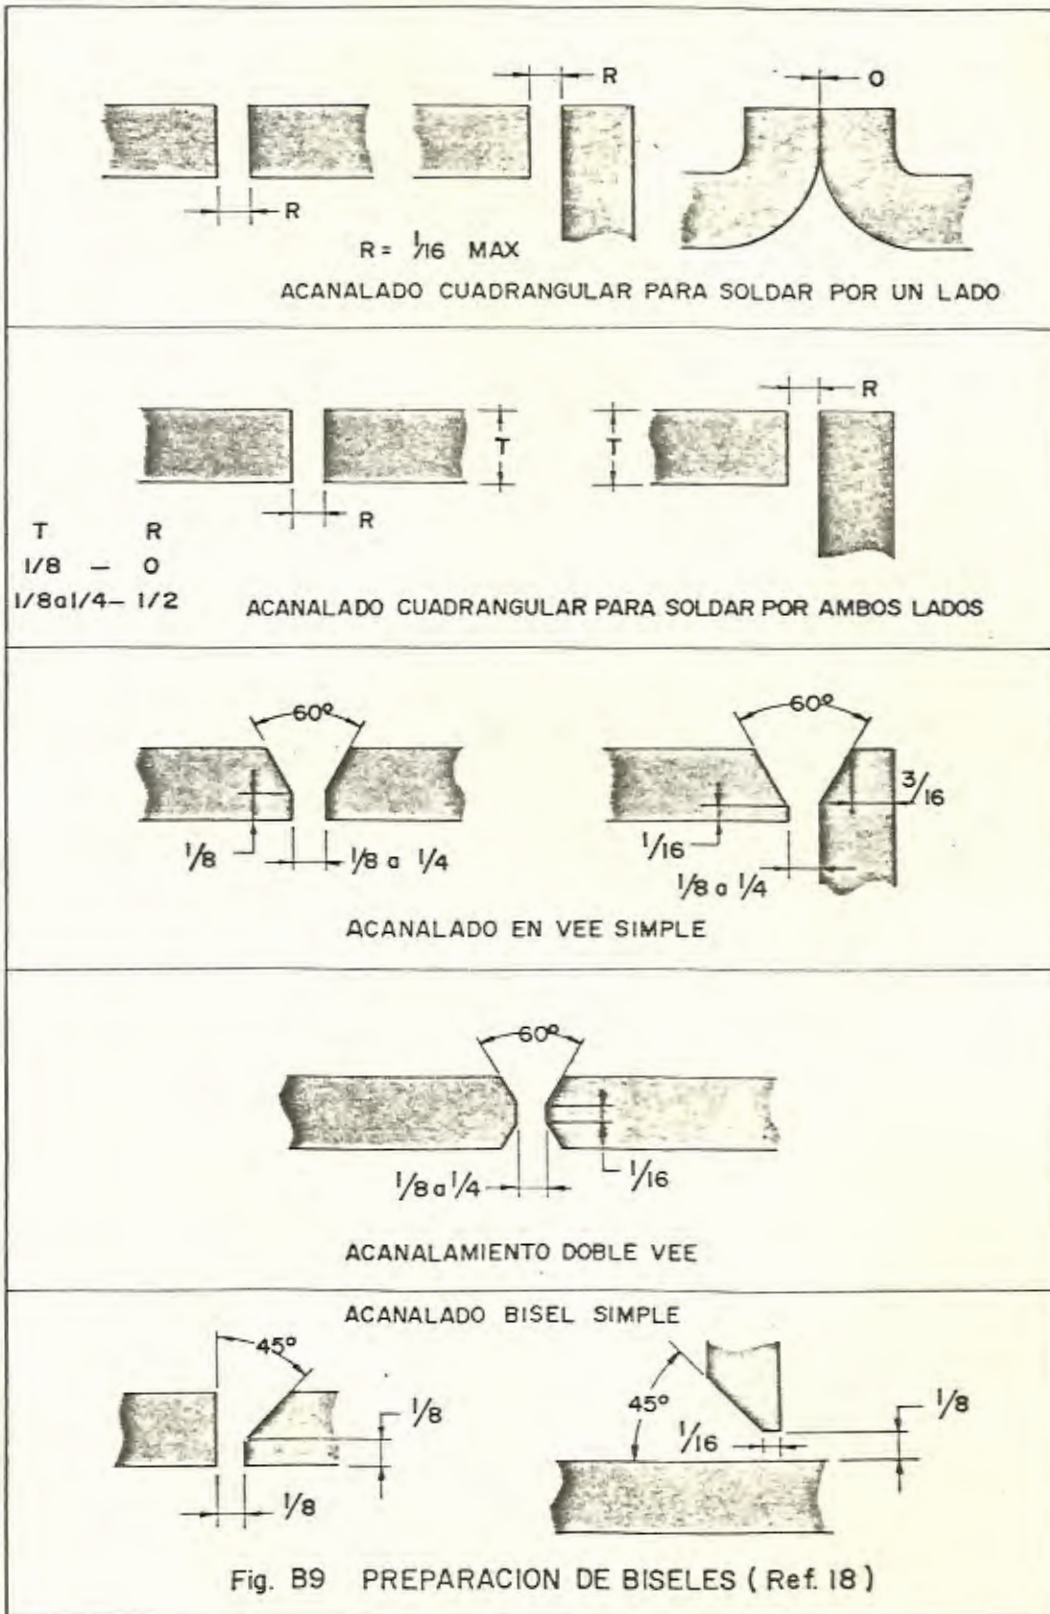 R
R
O
R = 1/16 MAX
ACANALADO CUADRANGULAR PARA SOLDAR POR UN LADO
R
T
T
R
T R
1/8 — O
1/8 a 1/4 — 1/2
ACANALADO CUADRANGULAR PARA SOLDAR POR AMBOS LADOS
60º
60º
3/16
1/8
1/8 a 1/4
1/16
1/8 a 1/4
ACANALADO EN VEE SIMPLE
60º
1/8 a 1/4
1/16
ACANALAMIENTO DOBLE VEE
ACANALADO BISEL SIMPLE
45º
1/8
1/8
45º
1/16
1/8
Fig. B9 PREPARACION DE BISELES ( Ref. 18 )